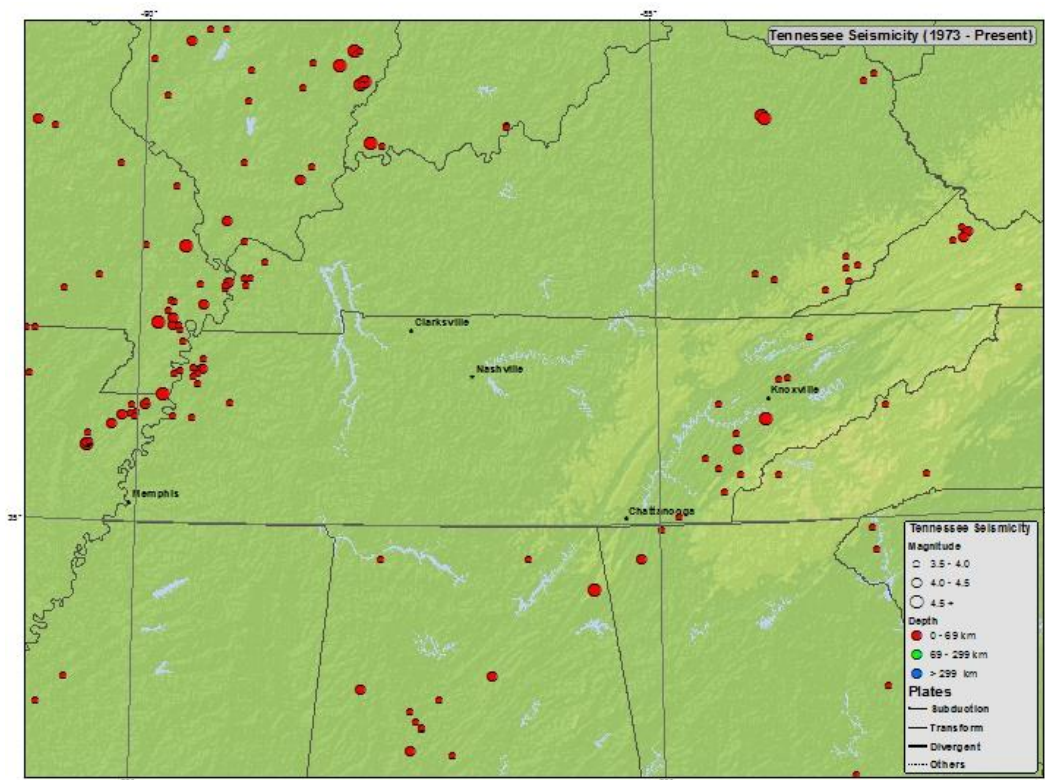 -90°
-85°
Tennessee Seismicity (1973 - Present)
Clarksville
Nashville
Knoxville
Memphis
Chattanooga
35°
Tennessee Seismicity
Magnitude
3.5 - 4.0
4.0 - 4.5
4.5 +
Depth
0 - 69 km
69 - 299 km
> 299 km
Plates
Subduction
Transform
Divergent
Others